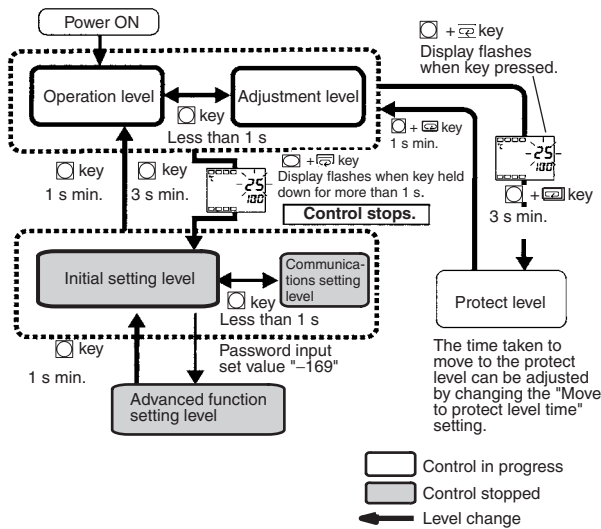 Power ON
+ key
Display flashes
when key pressed.
Operation level
Adjustment level
key
Less than 1 s
+ key
1 s min.
-25
100
key
1 s min.
key
3 s min.
-25
100
+ key
Display flashes when key held
down for more than 1 s.
Control stops.
+ key
3 s min.
Initial setting level
Communica-
tions setting
level
key
Less than 1 s
Protect level
key
1 s min.
Password input
set value "–169"
The time taken to
move to the protect
level can be adjusted
by changing the "Move
to protect level time"
setting.
Advanced function
setting level
Control in progress
Control stopped
Level change